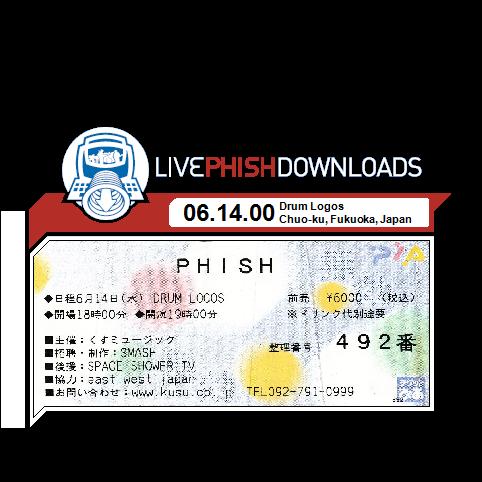 LIVEPHISHDOWNLOADS
06.14.00
Drum Logos
Chuo-ku, Fukuoka, Japan
PIA
PHISH
◆日程6月14日(水) DRUM LOGOS 前売 ¥6000 (税込)
◆開場18時00分 ◆開演19時00分 ※ドリンク代別途要
整理番号 492番
■主催:くすミュージック
■招聘・制作:SMASH
■後援:SPACE SHOWER TV
■協力:east west japan
■お問い合わせ:www.kusu.co.jp TEL092-791-0999